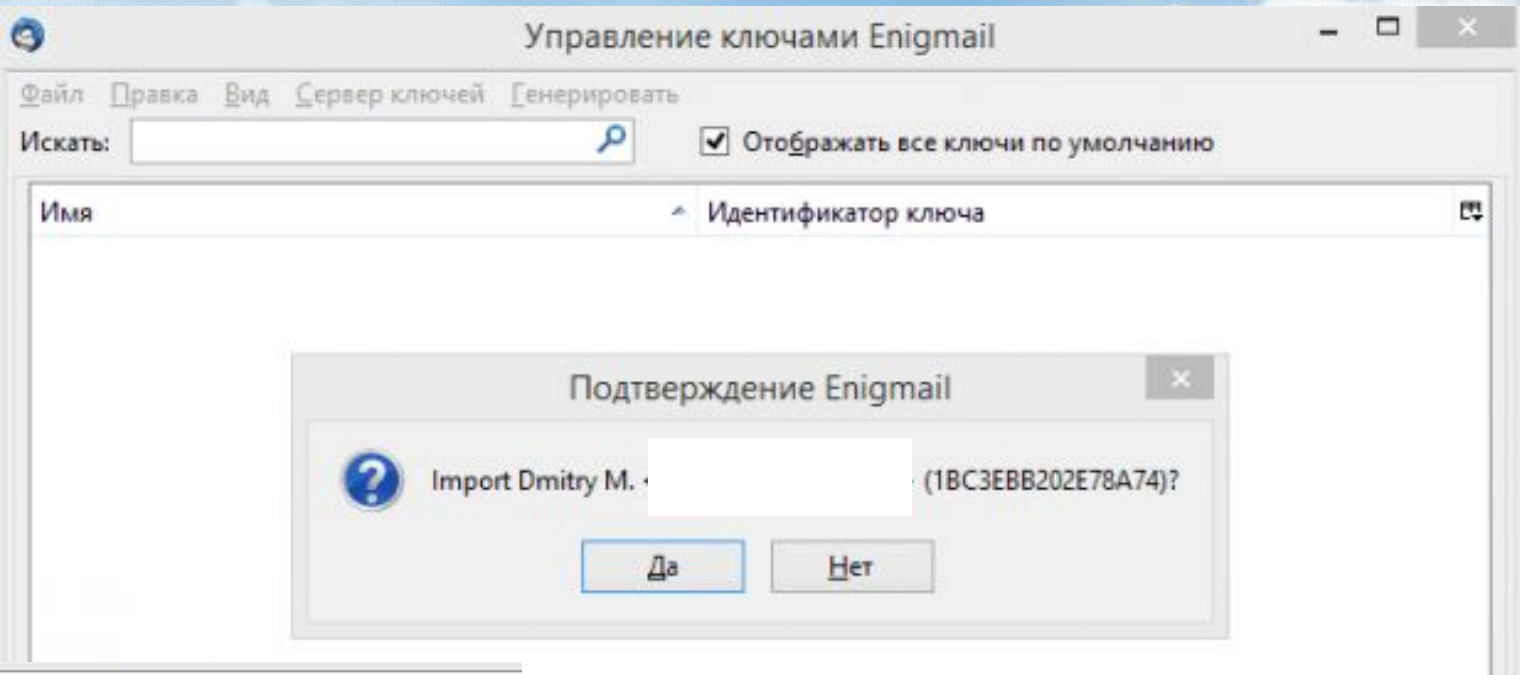 Управление ключами Enigmail
Файл Правка Вид Сервер ключей Генерировать
Искать: Отображать все ключи по умолчанию
Имя Идентификатор ключа
Подтверждение Enigmail
Import Dmitry M. < (1BC3EBB202E78A74)?
Да Нет